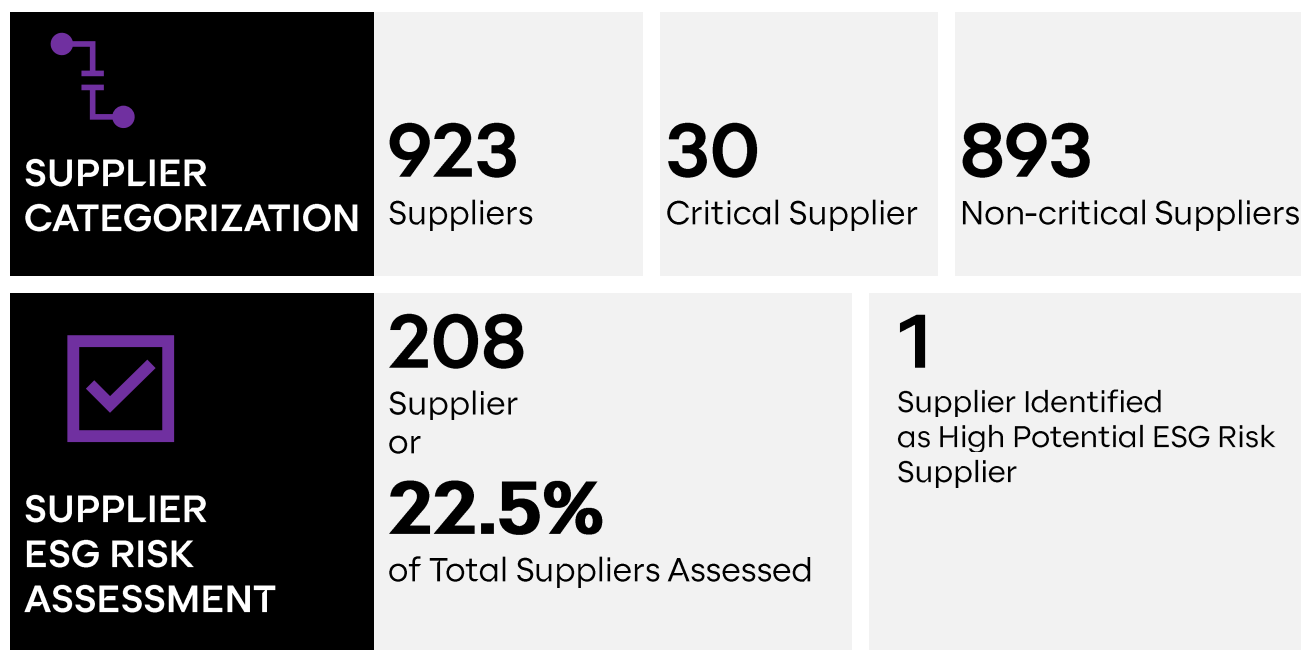 SUPPLIER
CATEGORIZATION
923
Suppliers
30
Critical Supplier
893
Non-critical Suppliers
SUPPLIER
ESG RISK
ASSESSMENT
208
Supplier
or
22.5%
of Total Suppliers Assessed
1
Supplier Identified
as High Potential ESG Risk
Supplier